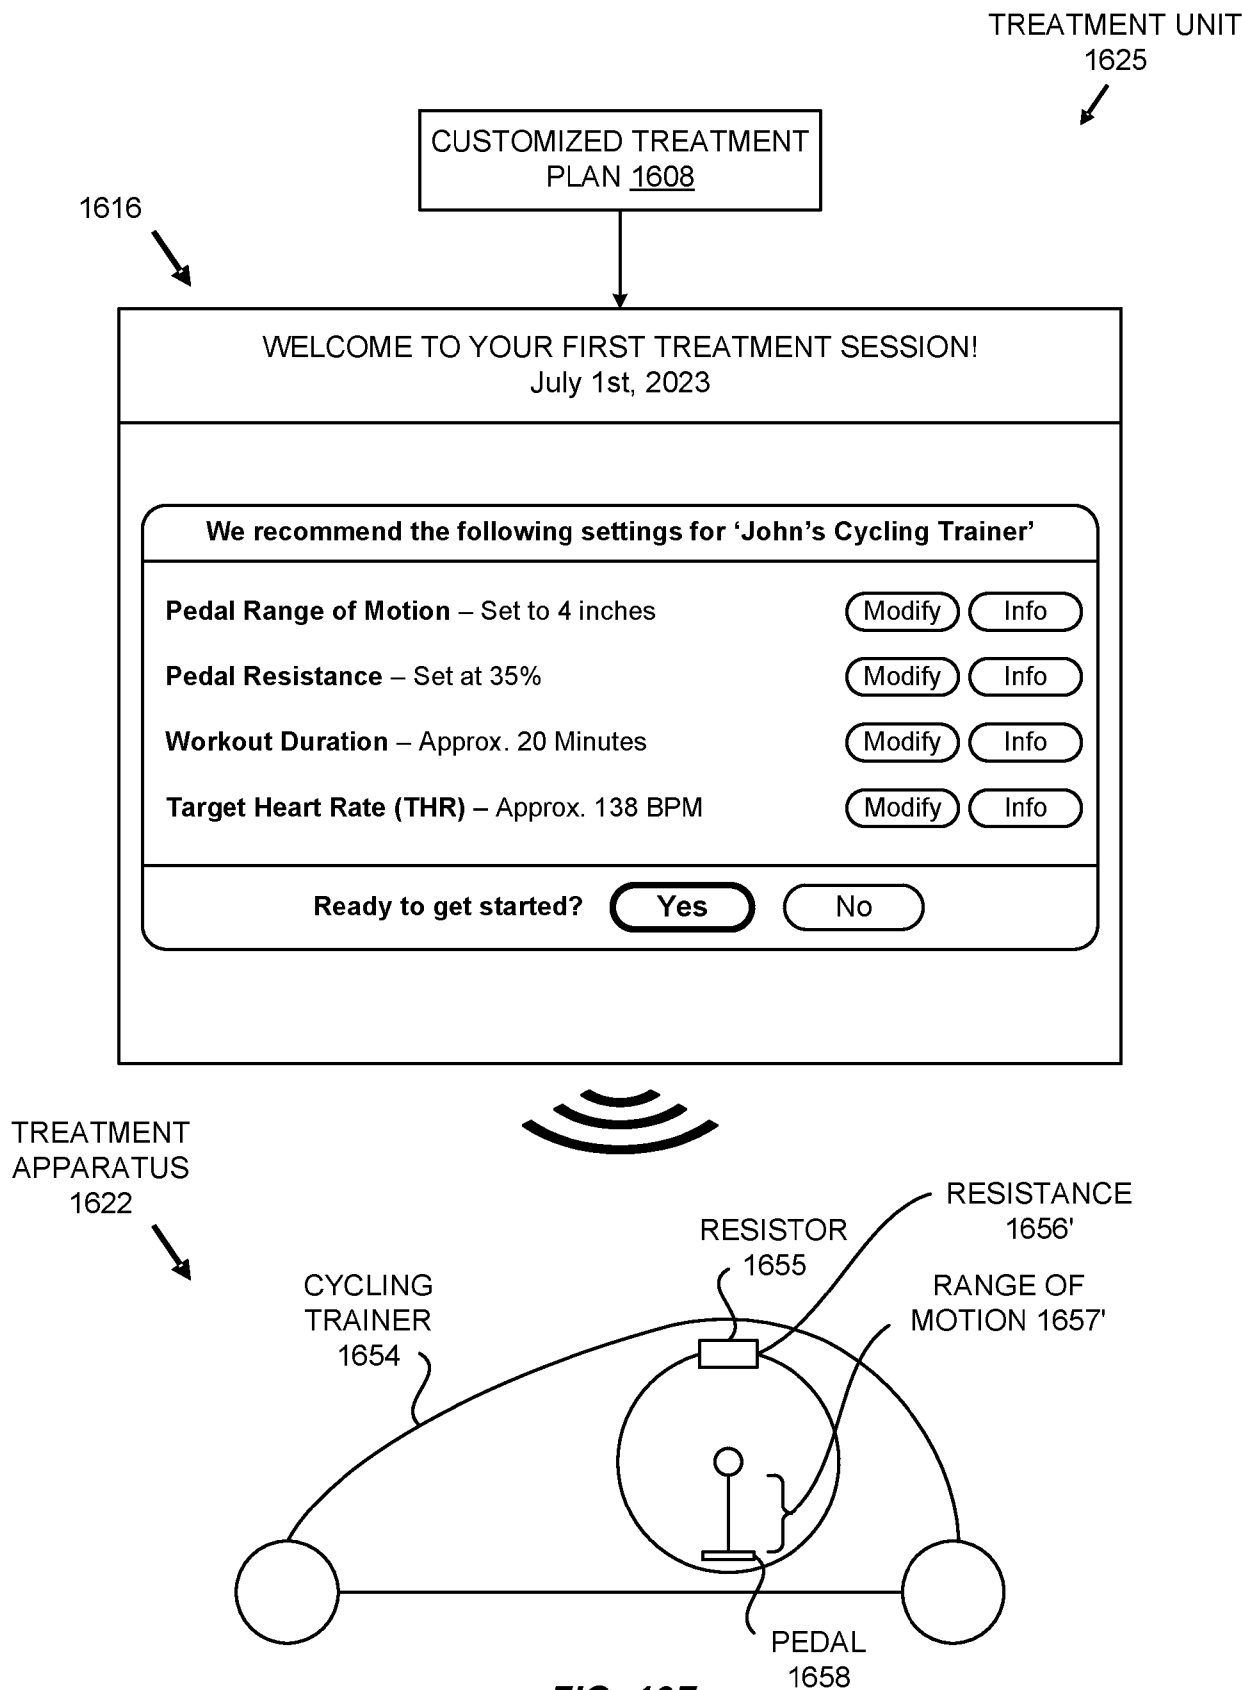 TREATMENT UNIT
1625
CUSTOMIZED TREATMENT
PLAN 1608
1616
WELCOME TO YOUR FIRST TREATMENT SESSION!
July 1st, 2023
We recommend the following settings for ‘John’s Cycling Trainer’
Pedal Range of Motion – Set to 4 inches Modify Info
Pedal Resistance – Set at 35% Modify Info
Workout Duration – Approx. 20 Minutes Modify Info
Target Heart Rate (THR) – Approx. 138 BPM Modify Info
Ready to get started? Yes No
TREATMENT
APPARATUS
1622
RESISTANCE
1656'
RESISTOR
1655
RANGE OF
MOTION 1657'
CYCLING
TRAINER
1654
PEDAL
1658